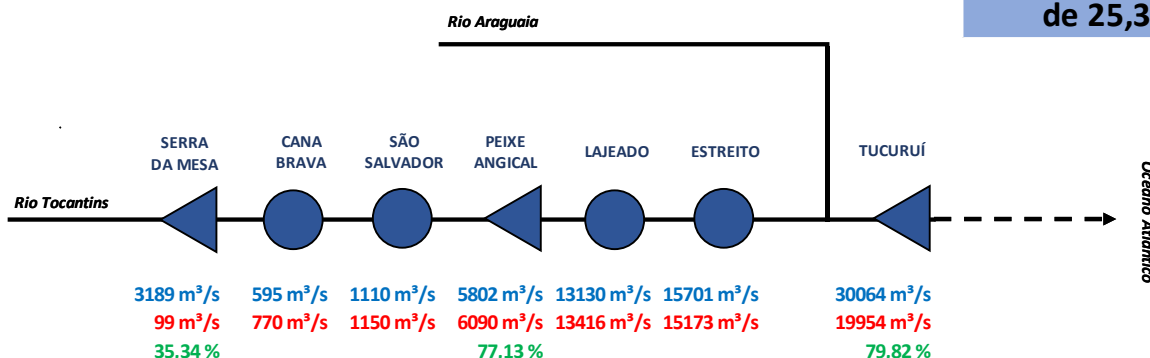 de 25,3
Rio Araguaia
SERRA
DA MESA
CANA
BRAVA
SÃO
SALVADOR
PEIXE
ANGICAL
LAJEADO
ESTREITO
TUCURUÍ
Rio Tocantins
Oceano Atlântico
3189 m³/s 595 m³/s 1110 m³/s 5802 m³/s 13130 m³/s 15701 m³/s 30064 m³/s
99 m³/s 770 m³/s 1150 m³/s 6090 m³/s 13416 m³/s 15173 m³/s 19954 m³/s
35.34 % 77.13 % 79.82 %